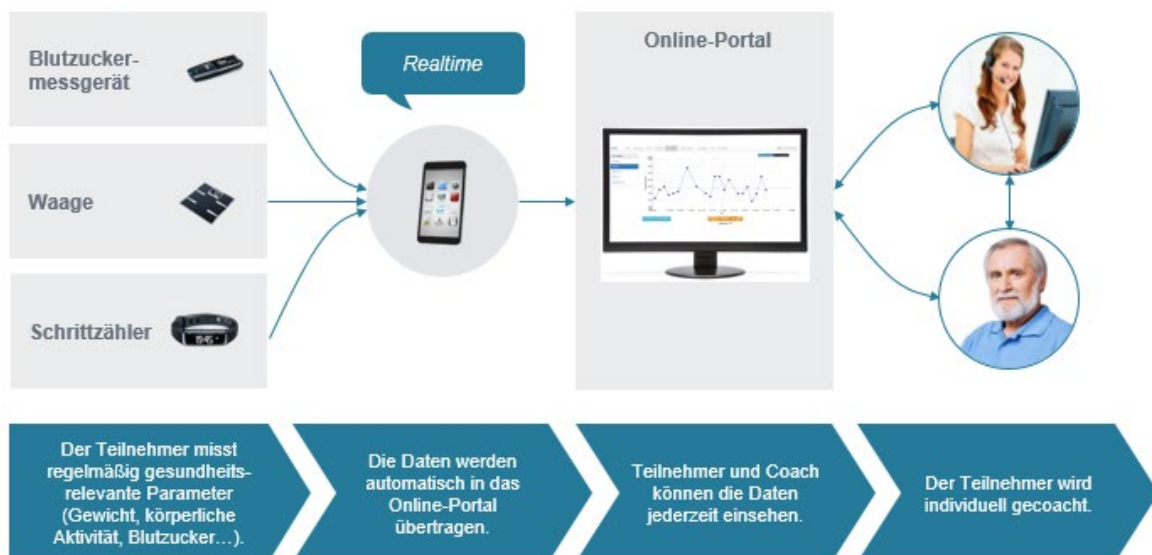 Blutzucker-
messgerät
Waage
Schrittzähler
Realtime
Online-Portal
Der Teilnehmer misst
regelmäßig gesundheits-
relevante Parameter
(Gewicht, körperliche
Aktivität, Blutzucker…).
Die Daten werden
automatisch in das
Online-Portal
übertragen.
Teilnehmer und Coach
können die Daten
jederzeit einsehen.
Der Teilnehmer wird
individuell gecoacht.